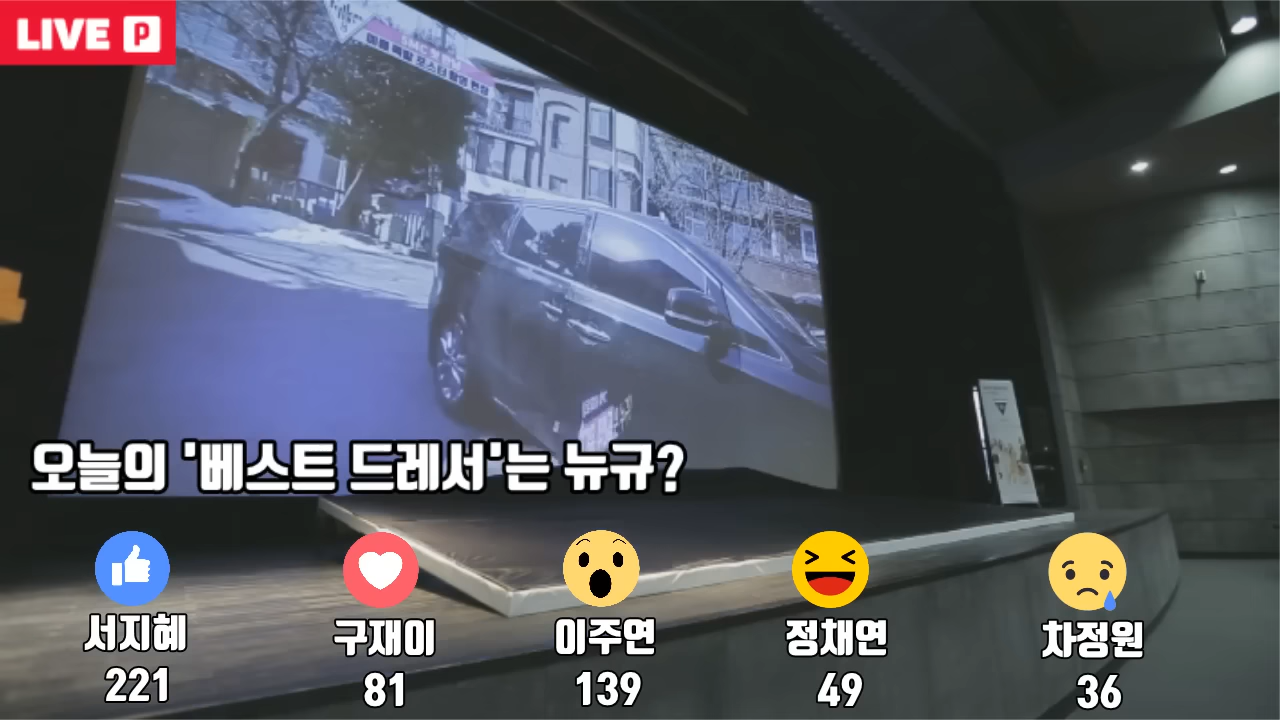 LIVE P
오늘의 '베스트 드레서'는 뉴규?
서지혜
구재이
이주연
정채연
차정원
221
81
139
49
36